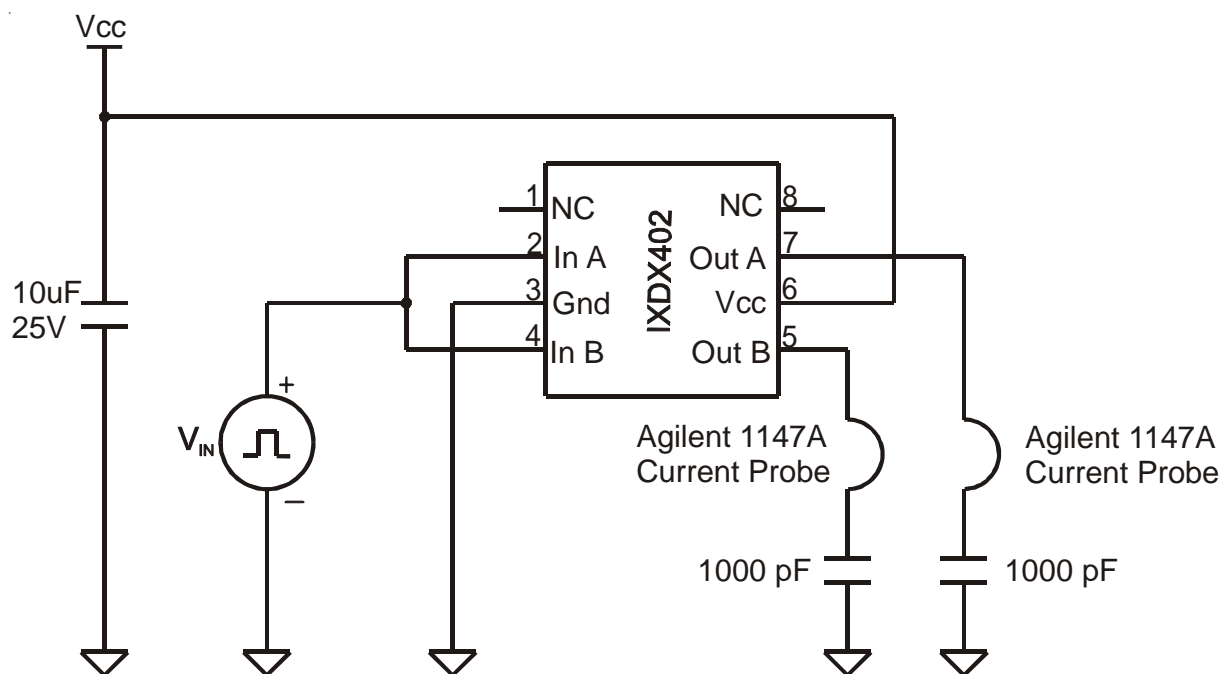 Vcc
10uF
25V
V IN
+
−
1
NC
2
In A
3
Gnd
4
In B
IXDX402
8
NC
7
Out A
6
Vcc
5
Out B
Agilent 1147A
Current Probe
Agilent 1147A
Current Probe
1000 pF
1000 pF